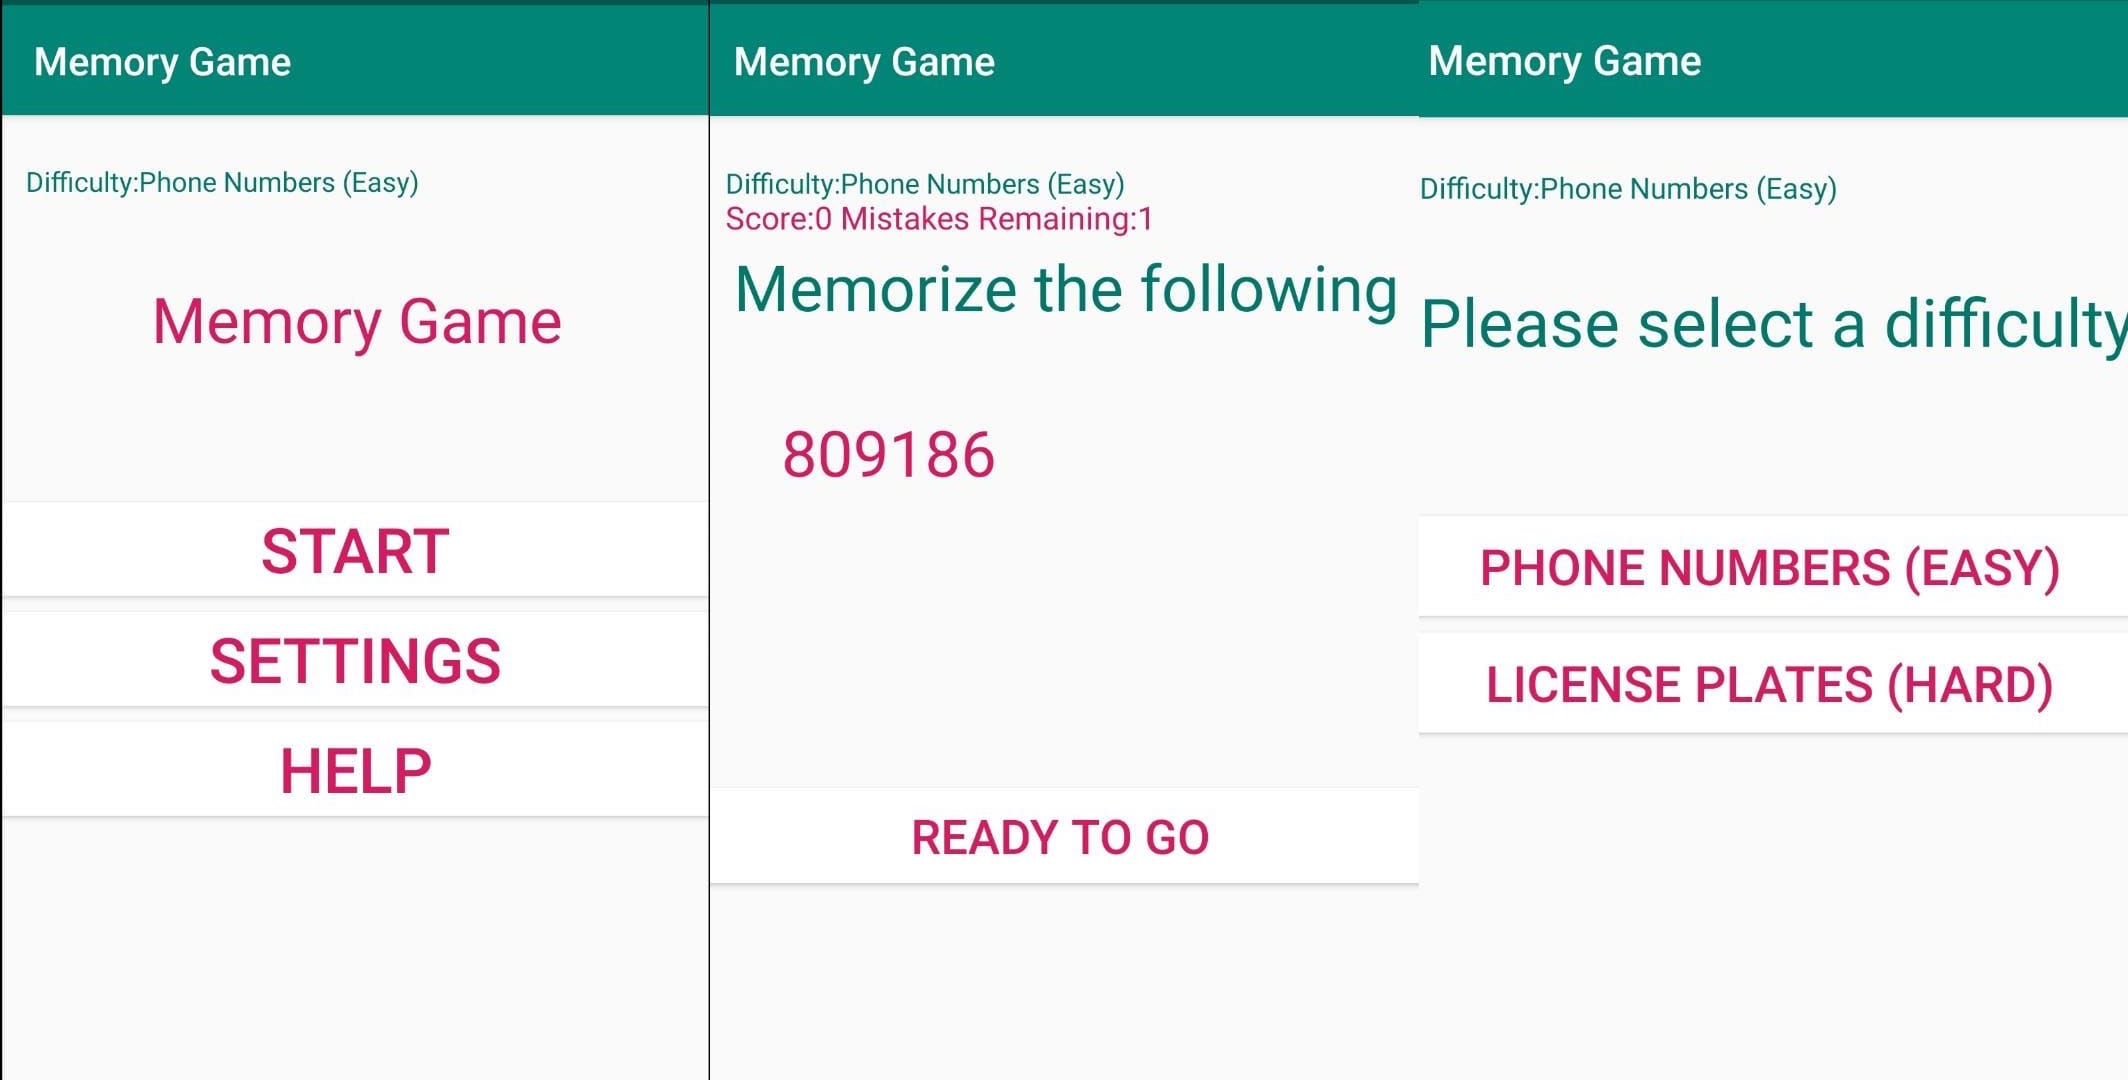 Memory Game
Difficulty:Phone Numbers (Easy)
Memory Game
START
SETTINGS
HELP
Memory Game
Difficulty:Phone Numbers (Easy)
Score:0 Mistakes Remaining:1
Memorize the following
809186
READY TO GO
Memory Game
Difficulty:Phone Numbers (Easy)
Please select a difficulty
PHONE NUMBERS (EASY)
LICENSE PLATES (HARD)